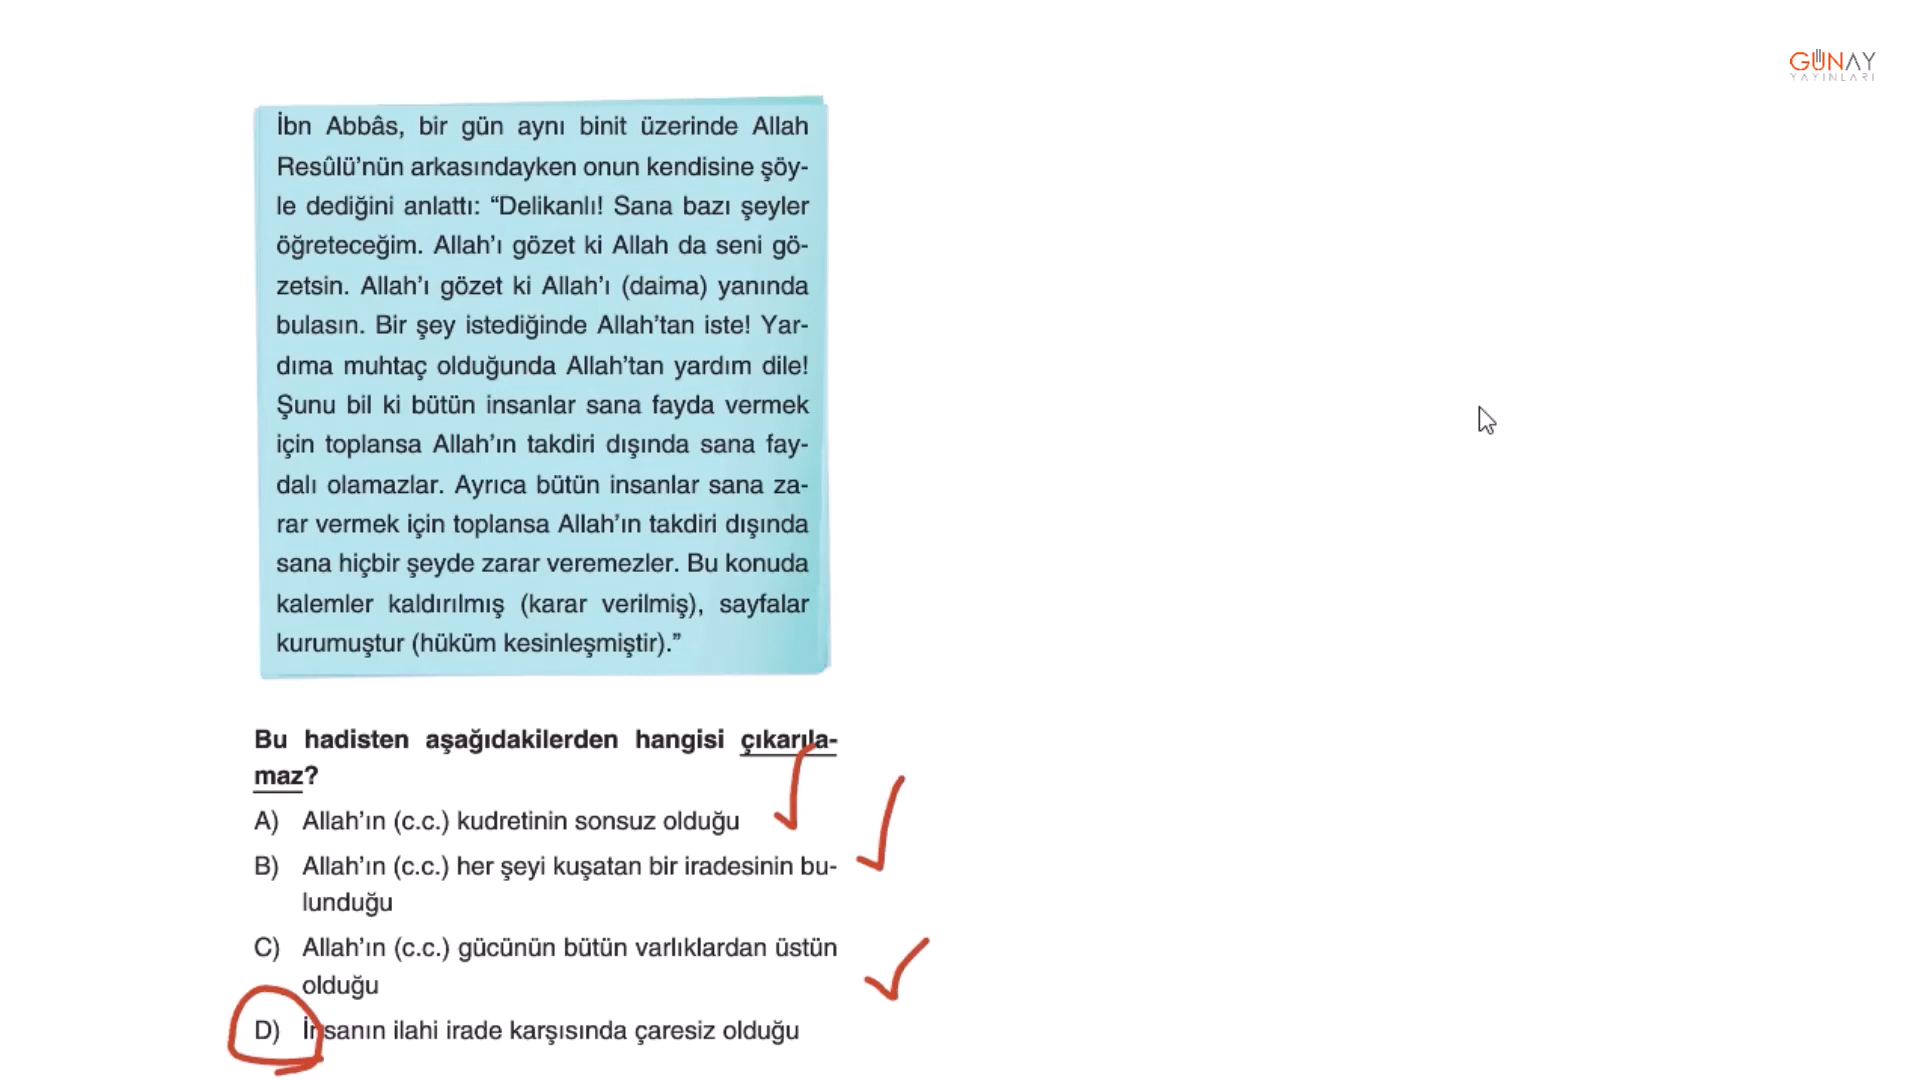 GÜNAY
YAYINLARI
İbn Abbâs, bir gün aynı binit üzerinde Allah
Resûlü’nün arkasındayken onun kendisine şöy-
le dediğini anlattı: “Delikanlı! Sana bazı şeyler
öğreteceğim. Allah’ı gözet ki Allah da seni gö-
zetsin. Allah’ı gözet ki Allah’ı (daima) yanında
bulasın. Bir şey istediğinde Allah’tan iste! Yar-
dıma muhtaç olduğunda Allah’tan yardım dile!
Şunu bil ki bütün insanlar sana fayda vermek
için toplansa Allah’ın takdiri dışında sana fay-
dalı olamazlar. Ayrıca bütün insanlar sana za-
rar vermek için toplansa Allah’ın takdiri dışında
sana hiçbir şeyde zarar veremezler. Bu konuda
kalemler kaldırılmış (karar verilmiş), sayfalar
kurumuştur (hüküm kesinleşmiştir).”
Bu hadisten aşağıdakilerden hangisi çıkarıla-
maz?
A) Allah’ın (c.c.) kudretinin sonsuz olduğu
B) Allah’ın (c.c.) her şeyi kuşatan bir iradesinin bu-
lunduğu
C) Allah’ın (c.c.) gücünün bütün varlıklardan üstün
olduğu
D) İnsanın ilahi irade karşısında çaresiz olduğu